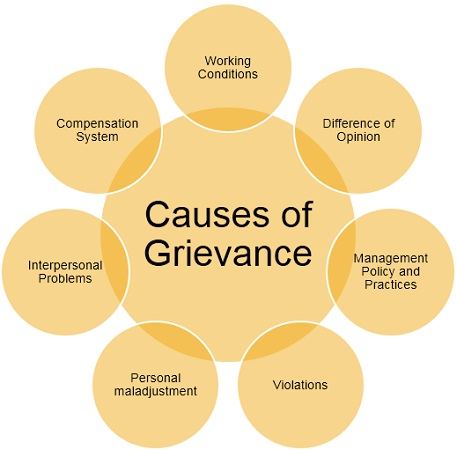 Working
Conditions
Difference of
Opinion
Management
Policy and
Practices
Violations
Personal
maladjustment
Interpersonal
Problems
Compensation
System
Causes of
Grievance